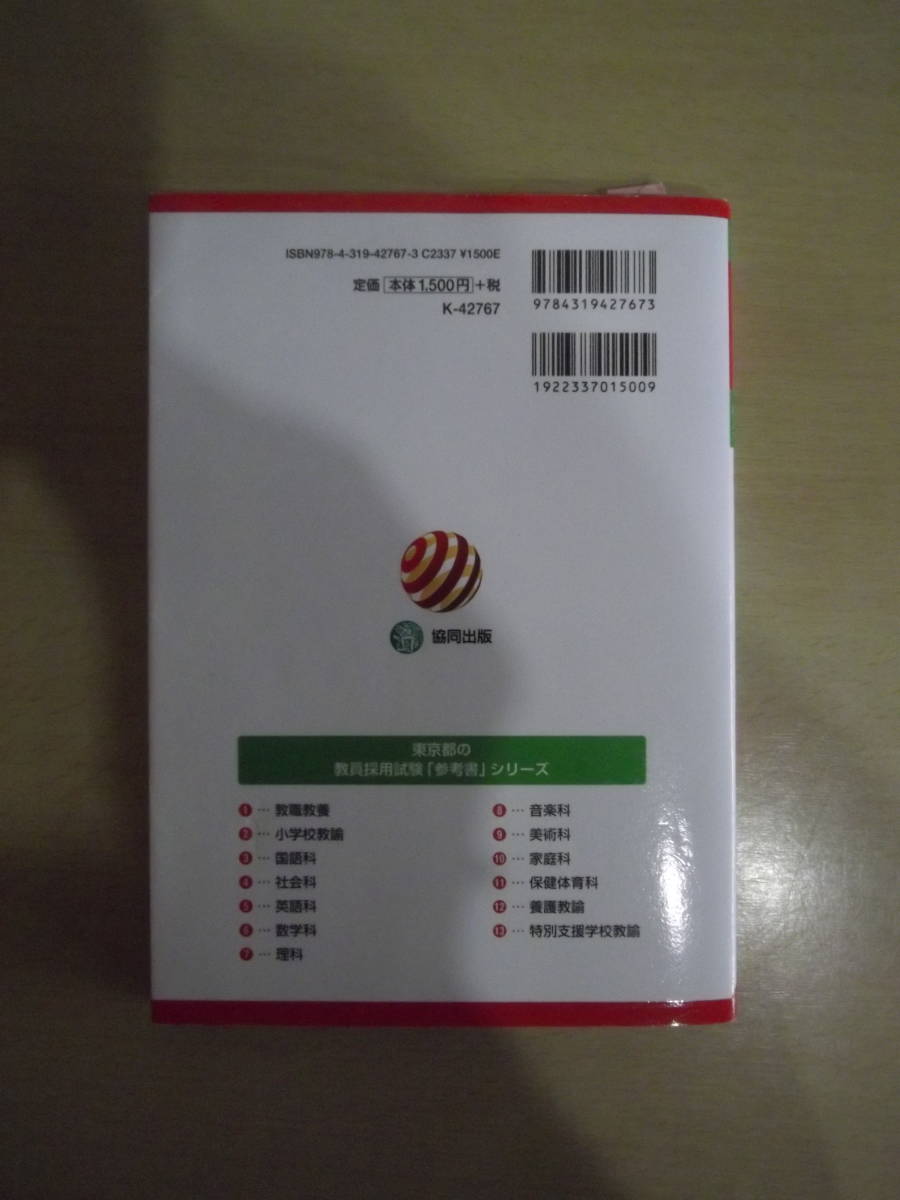 ISBN978-4-319-42767-3 C2337 ¥1500E
定価 本体1,500円 +税
K-42767
9784319427673
1922337015009
協同出版
東京都の
教員採用試験「参考書」シリーズ
1 … 教職教養
2 … 小学校教諭
3 … 国語科
4 … 社会科
5 … 英語科
6 … 数学科
7 … 理科
8 … 音楽科
9 … 美術科
10 … 家庭科
11 … 保健体育科
12 … 養護教諭
13 … 特別支援学校教諭